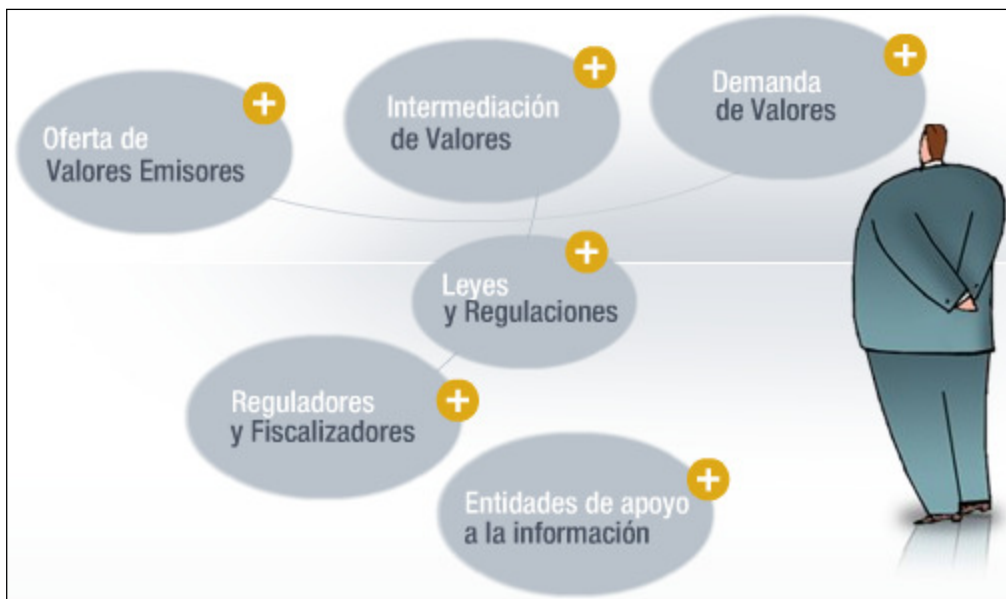 Oferta de
Valores Emisores
Intermediación
de Valores
Demanda
de Valores
Leyes
y Regulaciones
Reguladores
y Fiscalizadores
Entidades de apoyo
a la información